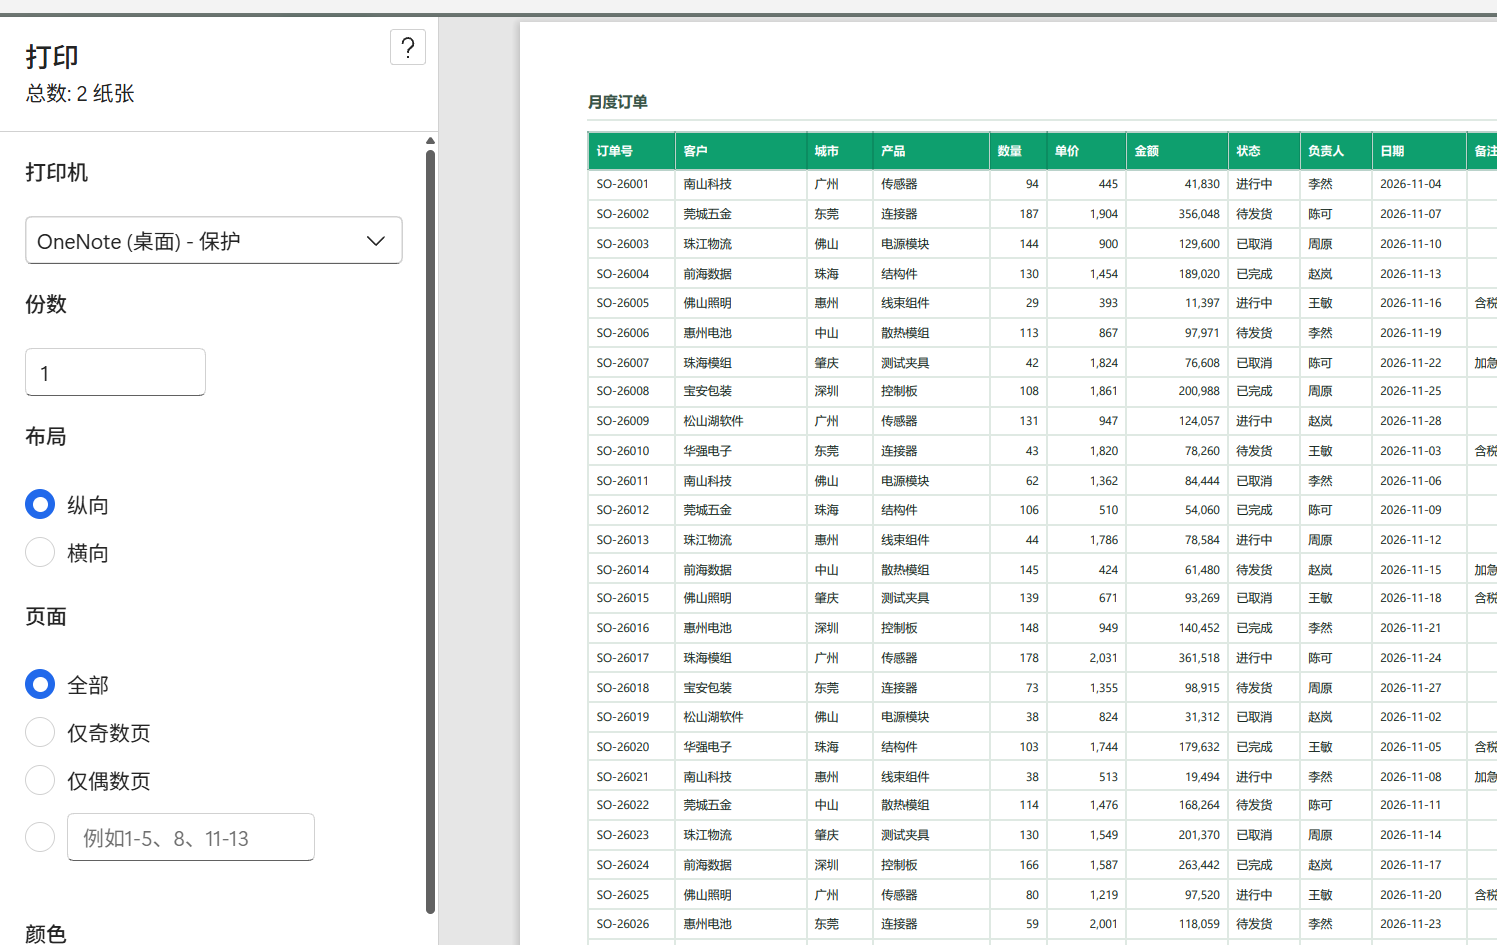 打印
?
总数: 2 纸张
打印机
OneNote (桌面) - 保护
份数
1
布局
纵向
横向
页面
全部
仅奇数页
仅偶数页
例如1-5、8、11-13
颜色
月度订单
订单号 客户 城市 产品 数量 单价 金额 状态 负责人 日期 备注
SO-26001 南山科技 广州 传感器 94 445 41,830 进行中 李然 2026-11-04
SO-26002 莞城五金 东莞 连接器 187 1,904 356,048 待发货 陈可 2026-11-07
SO-26003 珠江物流 佛山 电源模块 144 900 129,600 已取消 周原 2026-11-10
SO-26004 前海数据 珠海 结构件 130 1,454 189,020 已完成 赵岚 2026-11-13
SO-26005 佛山照明 惠州 线束组件 29 393 11,397 进行中 王敏 2026-11-16 含税
SO-26006 惠州电池 中山 散热模组 113 867 97,971 待发货 李然 2026-11-19
SO-26007 珠海模组 肇庆 测试夹具 42 1,824 76,608 已取消 陈可 2026-11-22 加急
SO-26008 宝安包装 深圳 控制板 108 1,861 200,988 已完成 周原 2026-11-25
SO-26009 松山湖软件 广州 传感器 131 947 124,057 进行中 赵岚 2026-11-28
SO-26010 华强电子 东莞 连接器 43 1,820 78,260 待发货 王敏 2026-11-03 含税
SO-26011 南山科技 佛山 电源模块 62 1,362 84,444 已取消 李然 2026-11-06
SO-26012 莞城五金 珠海 结构件 106 510 54,060 已完成 陈可 2026-11-09
SO-26013 珠江物流 惠州 线束组件 44 1,786 78,584 进行中 周原 2026-11-12
SO-26014 前海数据 中山 散热模组 145 424 61,480 待发货 赵岚 2026-11-15 加急
SO-26015 佛山照明 肇庆 测试夹具 139 671 93,269 已取消 王敏 2026-11-18 含税
SO-26016 惠州电池 深圳 控制板 148 949 140,452 已完成 李然 2026-11-21
SO-26017 珠海模组 广州 传感器 178 2,031 361,518 进行中 陈可 2026-11-24
SO-26018 宝安包装 东莞 连接器 73 1,355 98,915 待发货 周原 2026-11-27
SO-26019 松山湖软件 佛山 电源模块 38 824 31,312 已取消 赵岚 2026-11-02
SO-26020 华强电子 珠海 结构件 103 1,744 179,632 已完成 王敏 2026-11-05 含税
SO-26021 南山科技 惠州 线束组件 38 513 19,494 进行中 李然 2026-11-08 加急
SO-26022 莞城五金 中山 散热模组 114 1,476 168,264 待发货 陈可 2026-11-11
SO-26023 珠江物流 肇庆 测试夹具 130 1,549 201,370 已取消 周原 2026-11-14
SO-26024 前海数据 深圳 控制板 166 1,587 263,442 已完成 赵岚 2026-11-17
SO-26025 佛山照明 广州 传感器 80 1,219 97,520 进行中 王敏 2026-11-20 含税
SO-26026 惠州电池 东莞 连接器 59 2,001 118,059 待发货 李然 2026-11-23